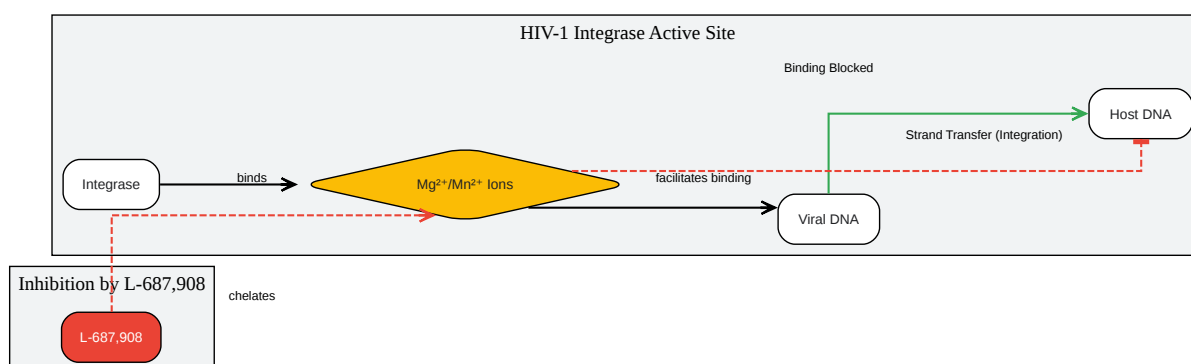 HIV-1 Integrase Active Site
Binding Blocked
Host DNA
Strand Transfer (Integration)
Integrase
binds
Mg²⁺/Mn²⁺ Ions
facilitates binding
Viral DNA
Inhibition by L-687,908
chelates
L-687,908